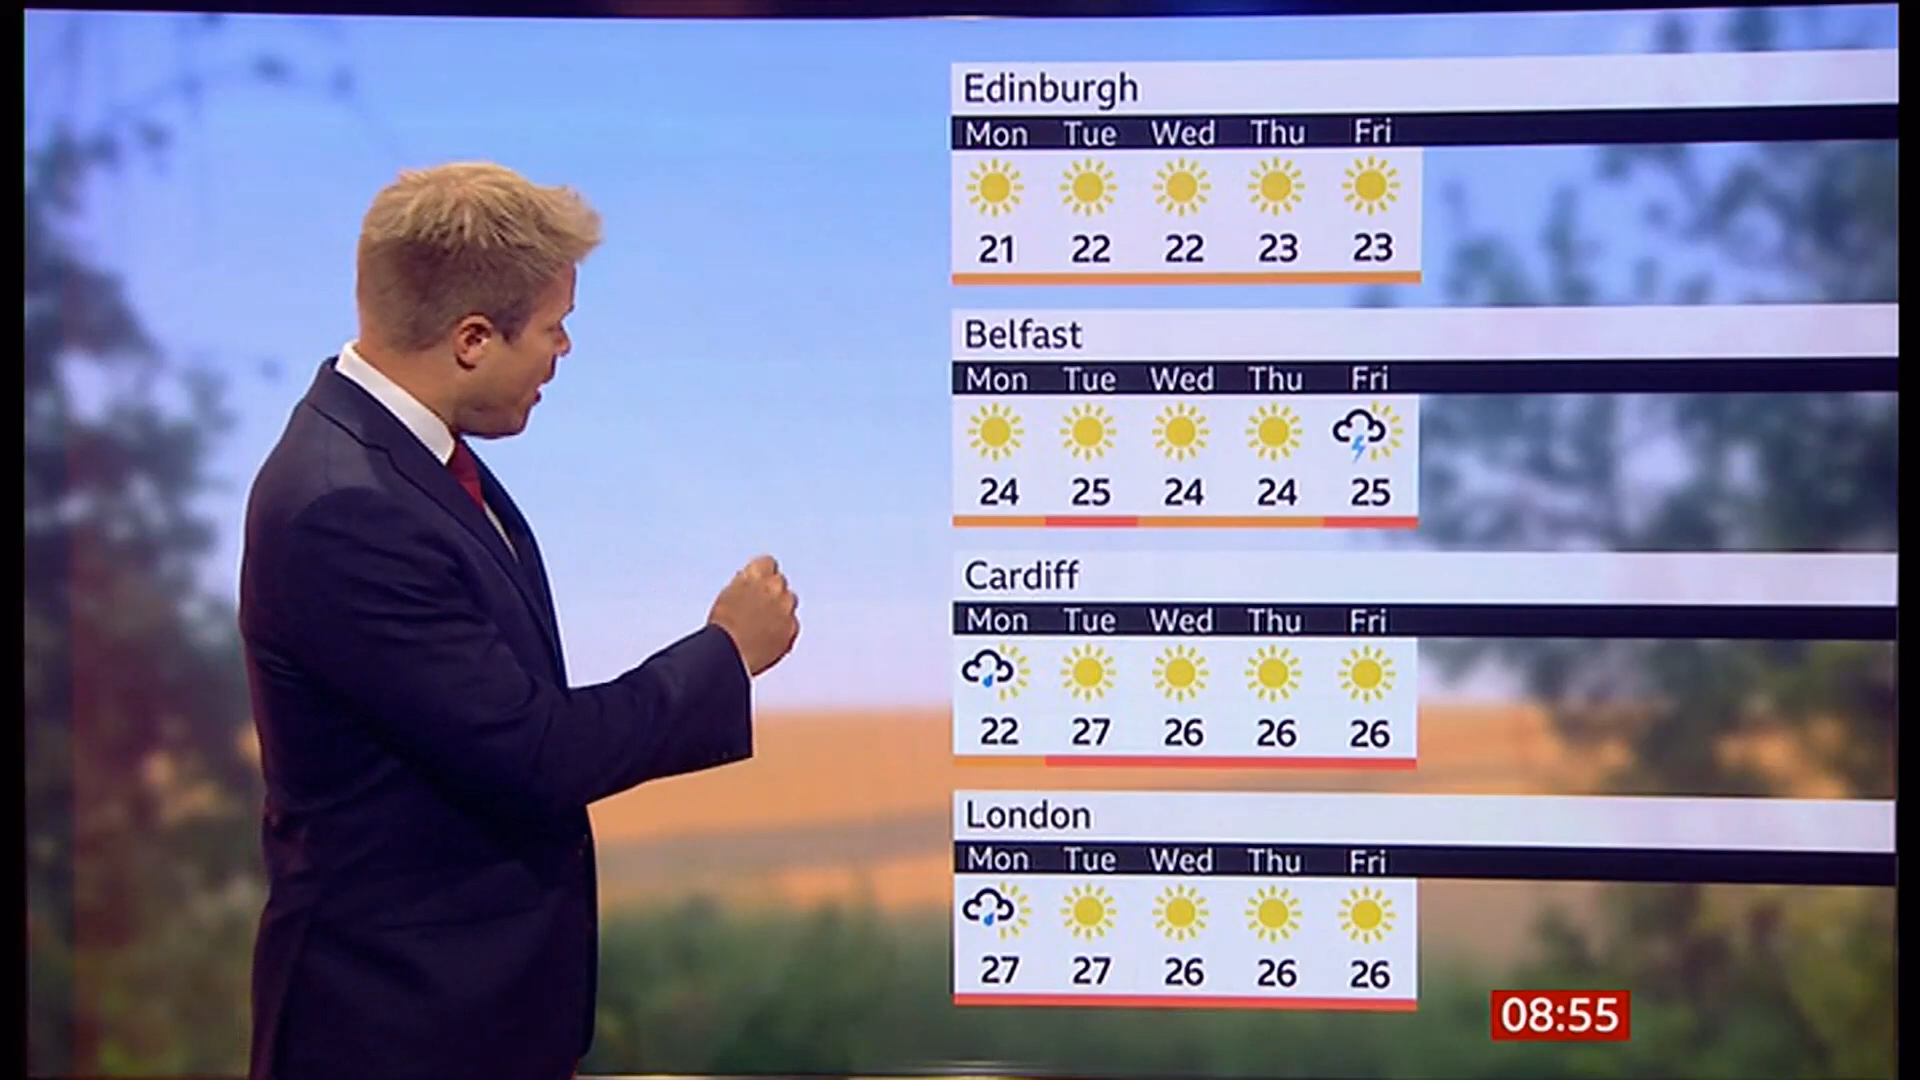 Edinburgh
Mon Tue Wed Thu Fri
21 22 22 23 23
Belfast
Mon Tue Wed Thu Fri
24 25 24 24 25
Cardiff
Mon Tue Wed Thu Fri
22 27 26 26 26
London
Mon Tue Wed Thu Fri
27 27 26 26 26
08:55